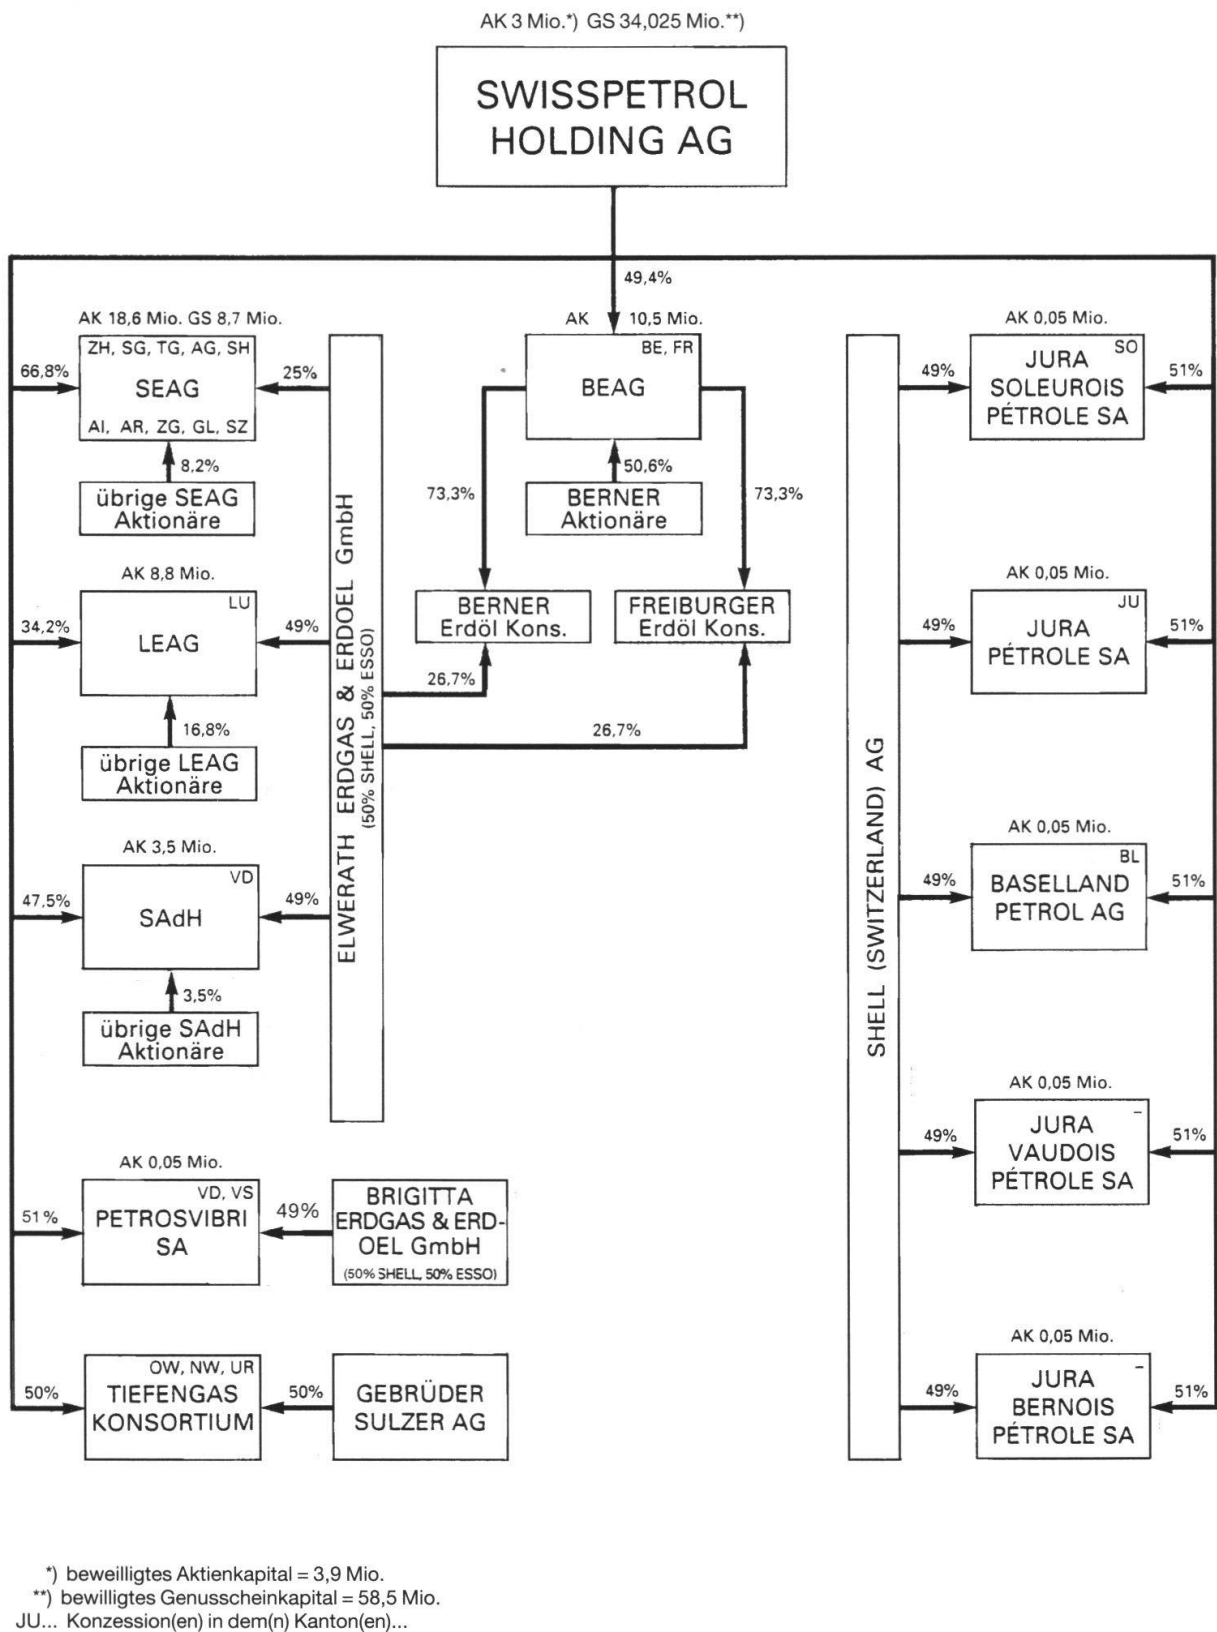 AK 3 Mio.*) GS 34,025 Mio.**)
SWISSPETROL
HOLDING AG
49,4%
AK 18,6 Mio. GS 8,7 Mio.
ZH, SG, TG, AG, SH
SEAG
AI, AR, ZG, GL, SZ
66,8%
25%
8,2%
übrige SEAG
Aktionäre
AK 8,8 Mio.
LU
LEAG
34,2%
49%
16,8%
übrige LEAG
Aktionäre
AK 3,5 Mio.
VD
SAdH
47,5%
49%
3,5%
übrige SAdH
Aktionäre
AK 0,05 Mio.
VD, VS
PETROSVIBRI
SA
51%
49%
BRIGITTA
ERDGAS & ERD-
OEL GmbH
(50% SHELL, 50% ESSO)
OW, NW, UR
TIEFENGAS
KONSORTIUM
50%
50%
GEBRÜDER
SULZER AG
ELWERATH ERDGAS & ERDOEL GmbH
(50% SHELL, 50% ESSO)
AK 10,5 Mio.
BE, FR
BEAG
50,6%
BERNER
Aktionäre
73,3%
73,3%
BERNER
Erdöl Kons.
FREIBURGER
Erdöl Kons.
26,7%
26,7%
SHELL (SWITZERLAND) AG
AK 0,05 Mio.
SO
JURA
SOLEUROIS
PÉTROLE SA
49%
51%
AK 0,05 Mio.
JU
JURA
PÉTROLE SA
49%
51%
AK 0,05 Mio.
BL
BASELLAND
PETROL AG
49%
51%
AK 0,05 Mio.
–
JURA
VAUDOIS
PÉTROLE SA
49%
51%
AK 0,05 Mio.
–
JURA
BERNOIS
PÉTROLE SA
49%
51%
*) beweilligtes Aktienkapital = 3,9 Mio.
**) bewilligtes Genusscheinkapital = 58,5 Mio.
JU... Konzession(en) in dem(n) Kanton(en)...